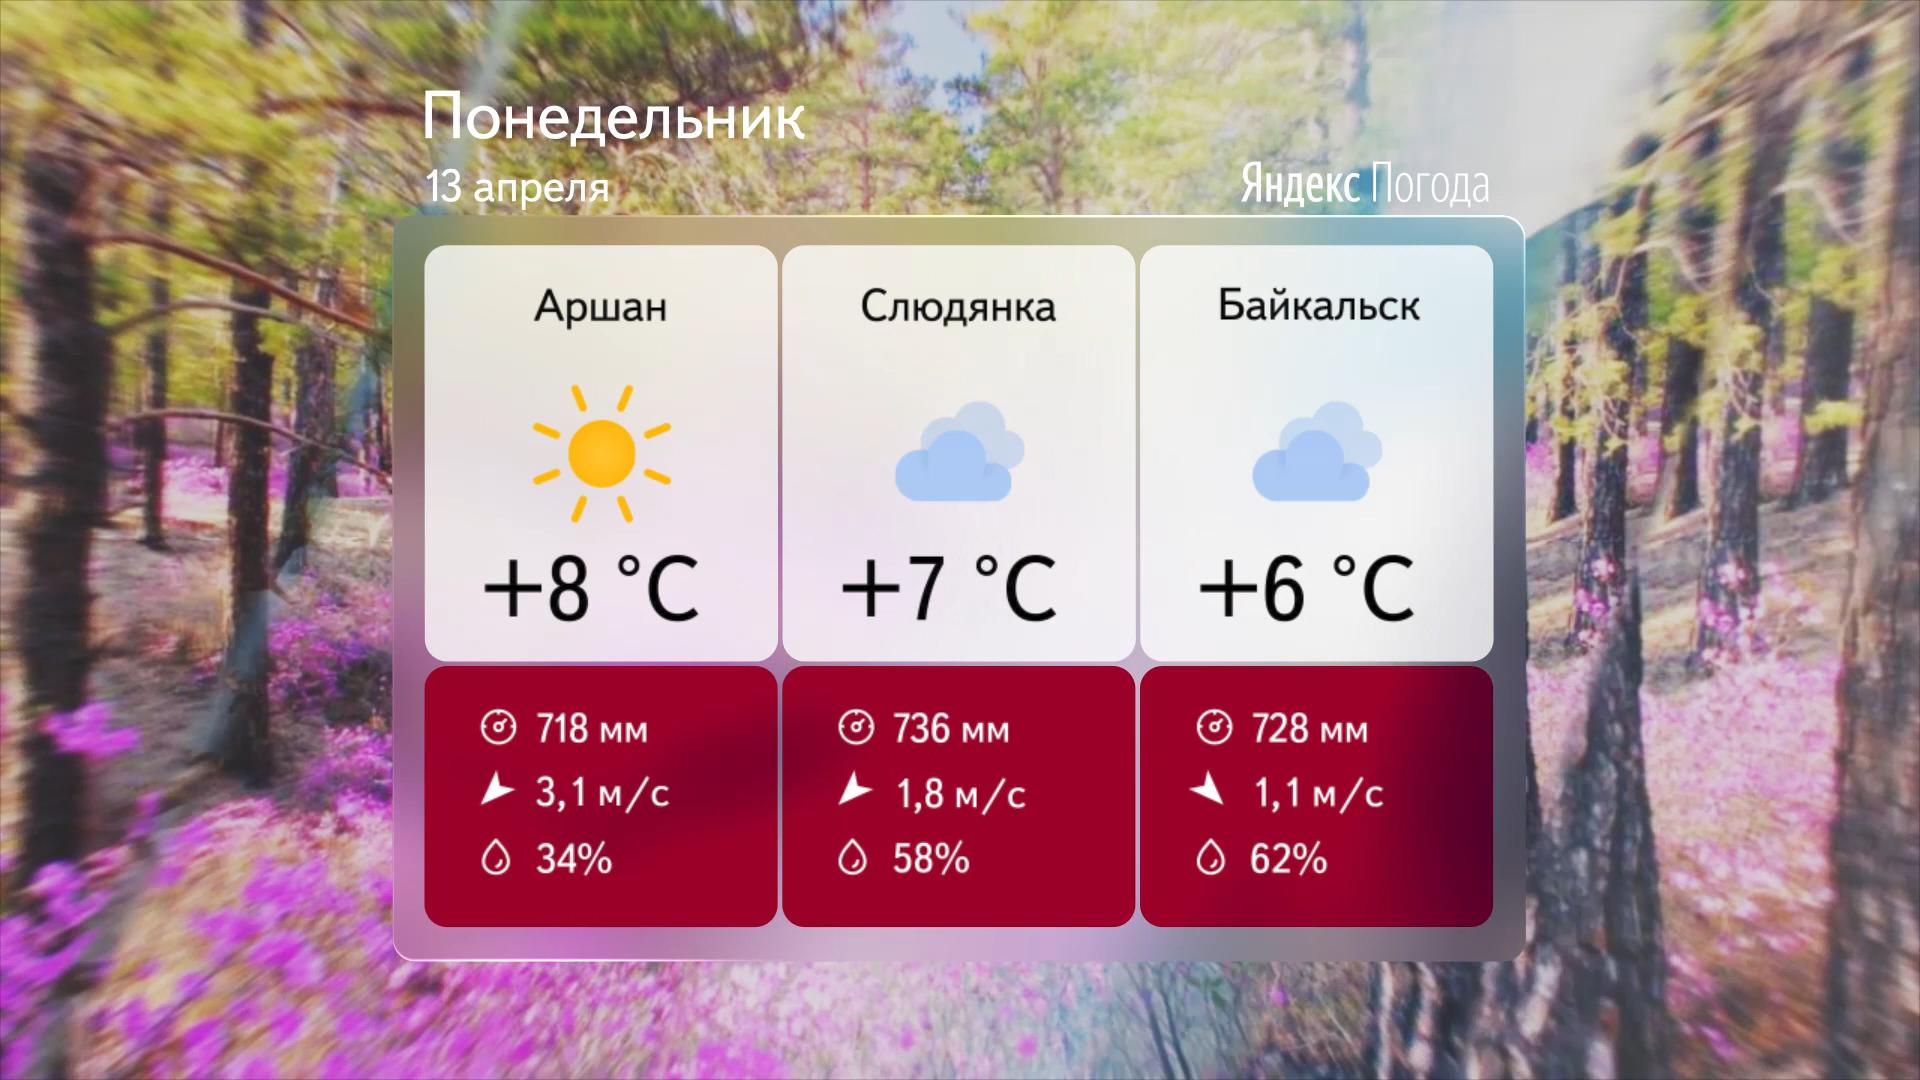 Понедельник
13 апреля
Яндекс Погода
Аршан
+8 °C
718 мм
3,1 м/с
34%
Слюдянка
+7 °C
736 мм
1,8 м/с
58%
Байкальск
+6 °C
728 мм
1,1 м/с
62%